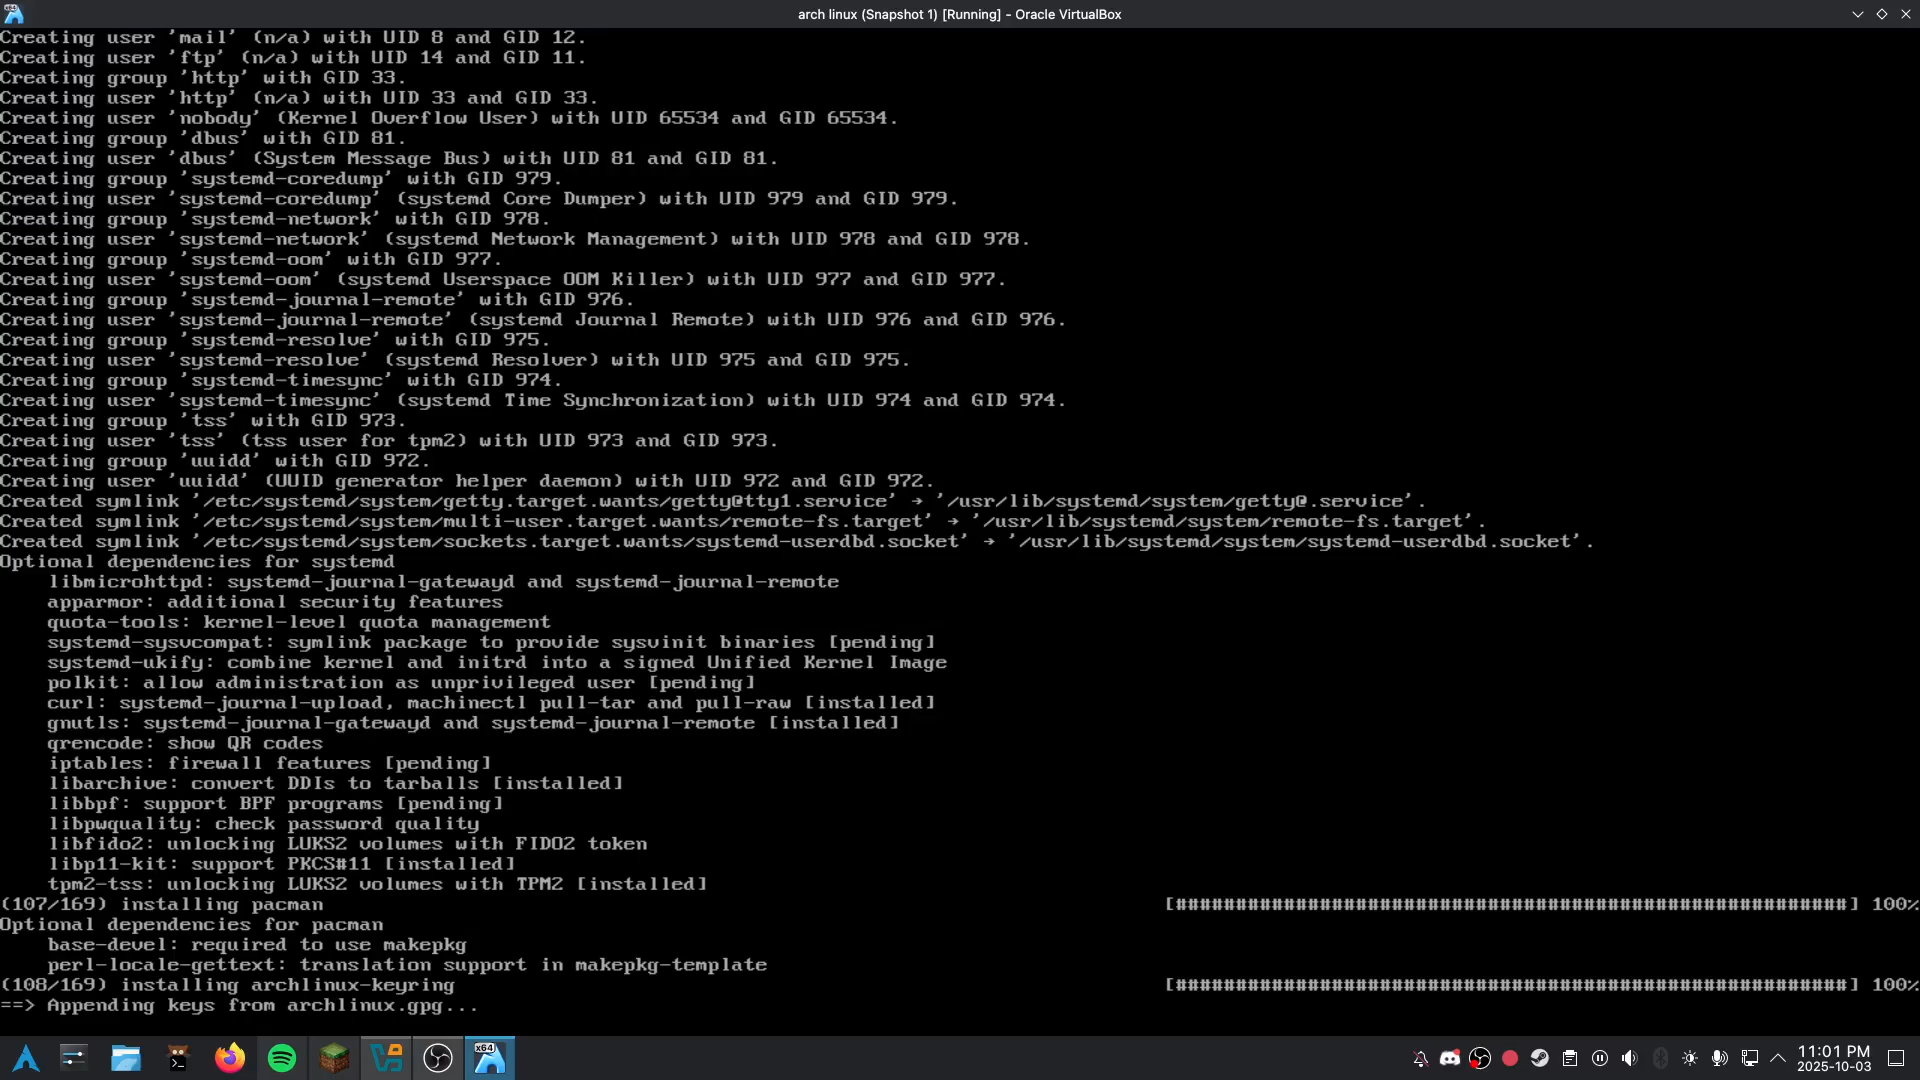 arch linux (Snapshot 1) [Running] - Oracle VirtualBox
Creating user 'mail' (n/a) with UID 8 and GID 12.
Creating user 'ftp' (n/a) with UID 14 and GID 11.
Creating group 'http' with GID 33.
Creating user 'http' (n/a) with UID 33 and GID 33.
Creating user 'nobody' (Kernel Overflow User) with UID 65534 and GID 65534.
Creating group 'dbus' with GID 81.
Creating user 'dbus' (System Message Bus) with UID 81 and GID 81.
Creating group 'systemd-coredump' with GID 979.
Creating user 'systemd-coredump' (systemd Core Dumper) with UID 979 and GID 979.
Creating group 'systemd-network' with GID 978.
Creating user 'systemd-network' (systemd Network Management) with UID 978 and GID 978.
Creating group 'systemd-oom' with GID 977.
Creating user 'systemd-oom' (systemd Userspace OOM Killer) with UID 977 and GID 977.
Creating group 'systemd-journal-remote' with GID 976.
Creating user 'systemd-journal-remote' (systemd Journal Remote) with UID 976 and GID 976.
Creating group 'systemd-resolve' with GID 975.
Creating user 'systemd-resolve' (systemd Resolver) with UID 975 and GID 975.
Creating group 'systemd-timesync' with GID 974.
Creating user 'systemd-timesync' (systemd Time Synchronization) with UID 974 and GID 974.
Creating group 'tss' with GID 973.
Creating user 'tss' (tss user for tpm2) with UID 973 and GID 973.
Creating group 'uuidd' with GID 972.
Creating user 'uuidd' (UUID generator helper daemon) with UID 972 and GID 972.
Created symlink '/etc/systemd/system/getty.target.wants/getty@tty1.service' → '/usr/lib/systemd/system/getty@.service'.
Created symlink '/etc/systemd/system/multi-user.target.wants/remote-fs.target' → '/usr/lib/systemd/system/remote-fs.target'.
Created symlink '/etc/systemd/system/sockets.target.wants/systemd-userdbd.socket' → '/usr/lib/systemd/system/systemd-userdbd.socket'.
Optional dependencies for systemd
libmicrohttpd: systemd-journal-gatewayd and systemd-journal-remote
apparmor: additional security features
quota-tools: kernel-level quota management
systemd-sysvcompat: symlink package to provide sysvinit binaries [pending]
systemd-ukify: combine kernel and initrd into a signed Unified Kernel Image
polkit: allow administration as unprivileged user [pending]
curl: systemd-journal-upload, machinectl pull-tar and pull-raw [installed]
gnutls: systemd-journal-gatewayd and systemd-journal-remote [installed]
qrencode: show QR codes
iptables: firewall features [pending]
libarchive: convert DDIs to tarballs [installed]
libbpf: support BPF programs [pending]
libpwquality: check password quality
libfido2: unlocking LUKS2 volumes with FIDO2 token
libp11-kit: support PKCS#11 [installed]
tpm2-tss: unlocking LUKS2 volumes with TPM2 [installed]
(107/169) installing pacman [########################################################] 100%
Optional dependencies for pacman
base-devel: required to use makepkg
perl-locale-gettext: translation support in makepkg-template
(108/169) installing archlinux-keyring [########################################################] 100%
==> Appending keys from archlinux.gpg...
x64
11:01 PM
2025-10-03